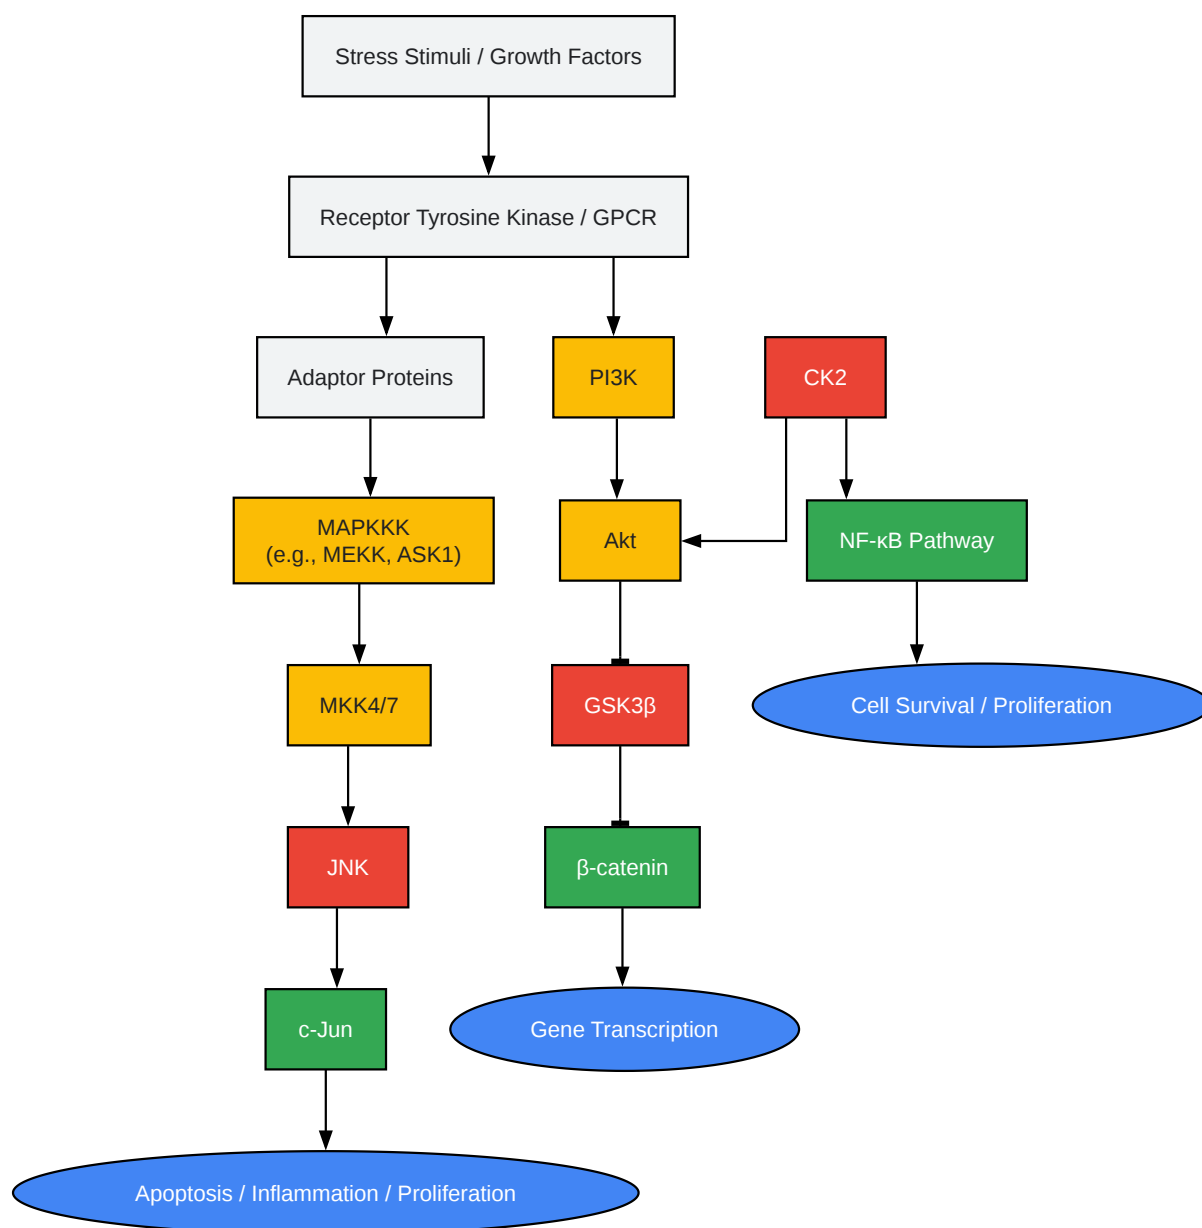 Stress Stimuli / Growth Factors
Receptor Tyrosine Kinase / GPCR
Adaptor Proteins
PI3K
CK2
MAPKKK
(e.g., MEKK, ASK1)
Akt
NF-κB Pathway
MKK4/7
GSK3β
Cell Survival / Proliferation
JNK
β-catenin
c-Jun
Gene Transcription
Apoptosis / Inflammation / Proliferation